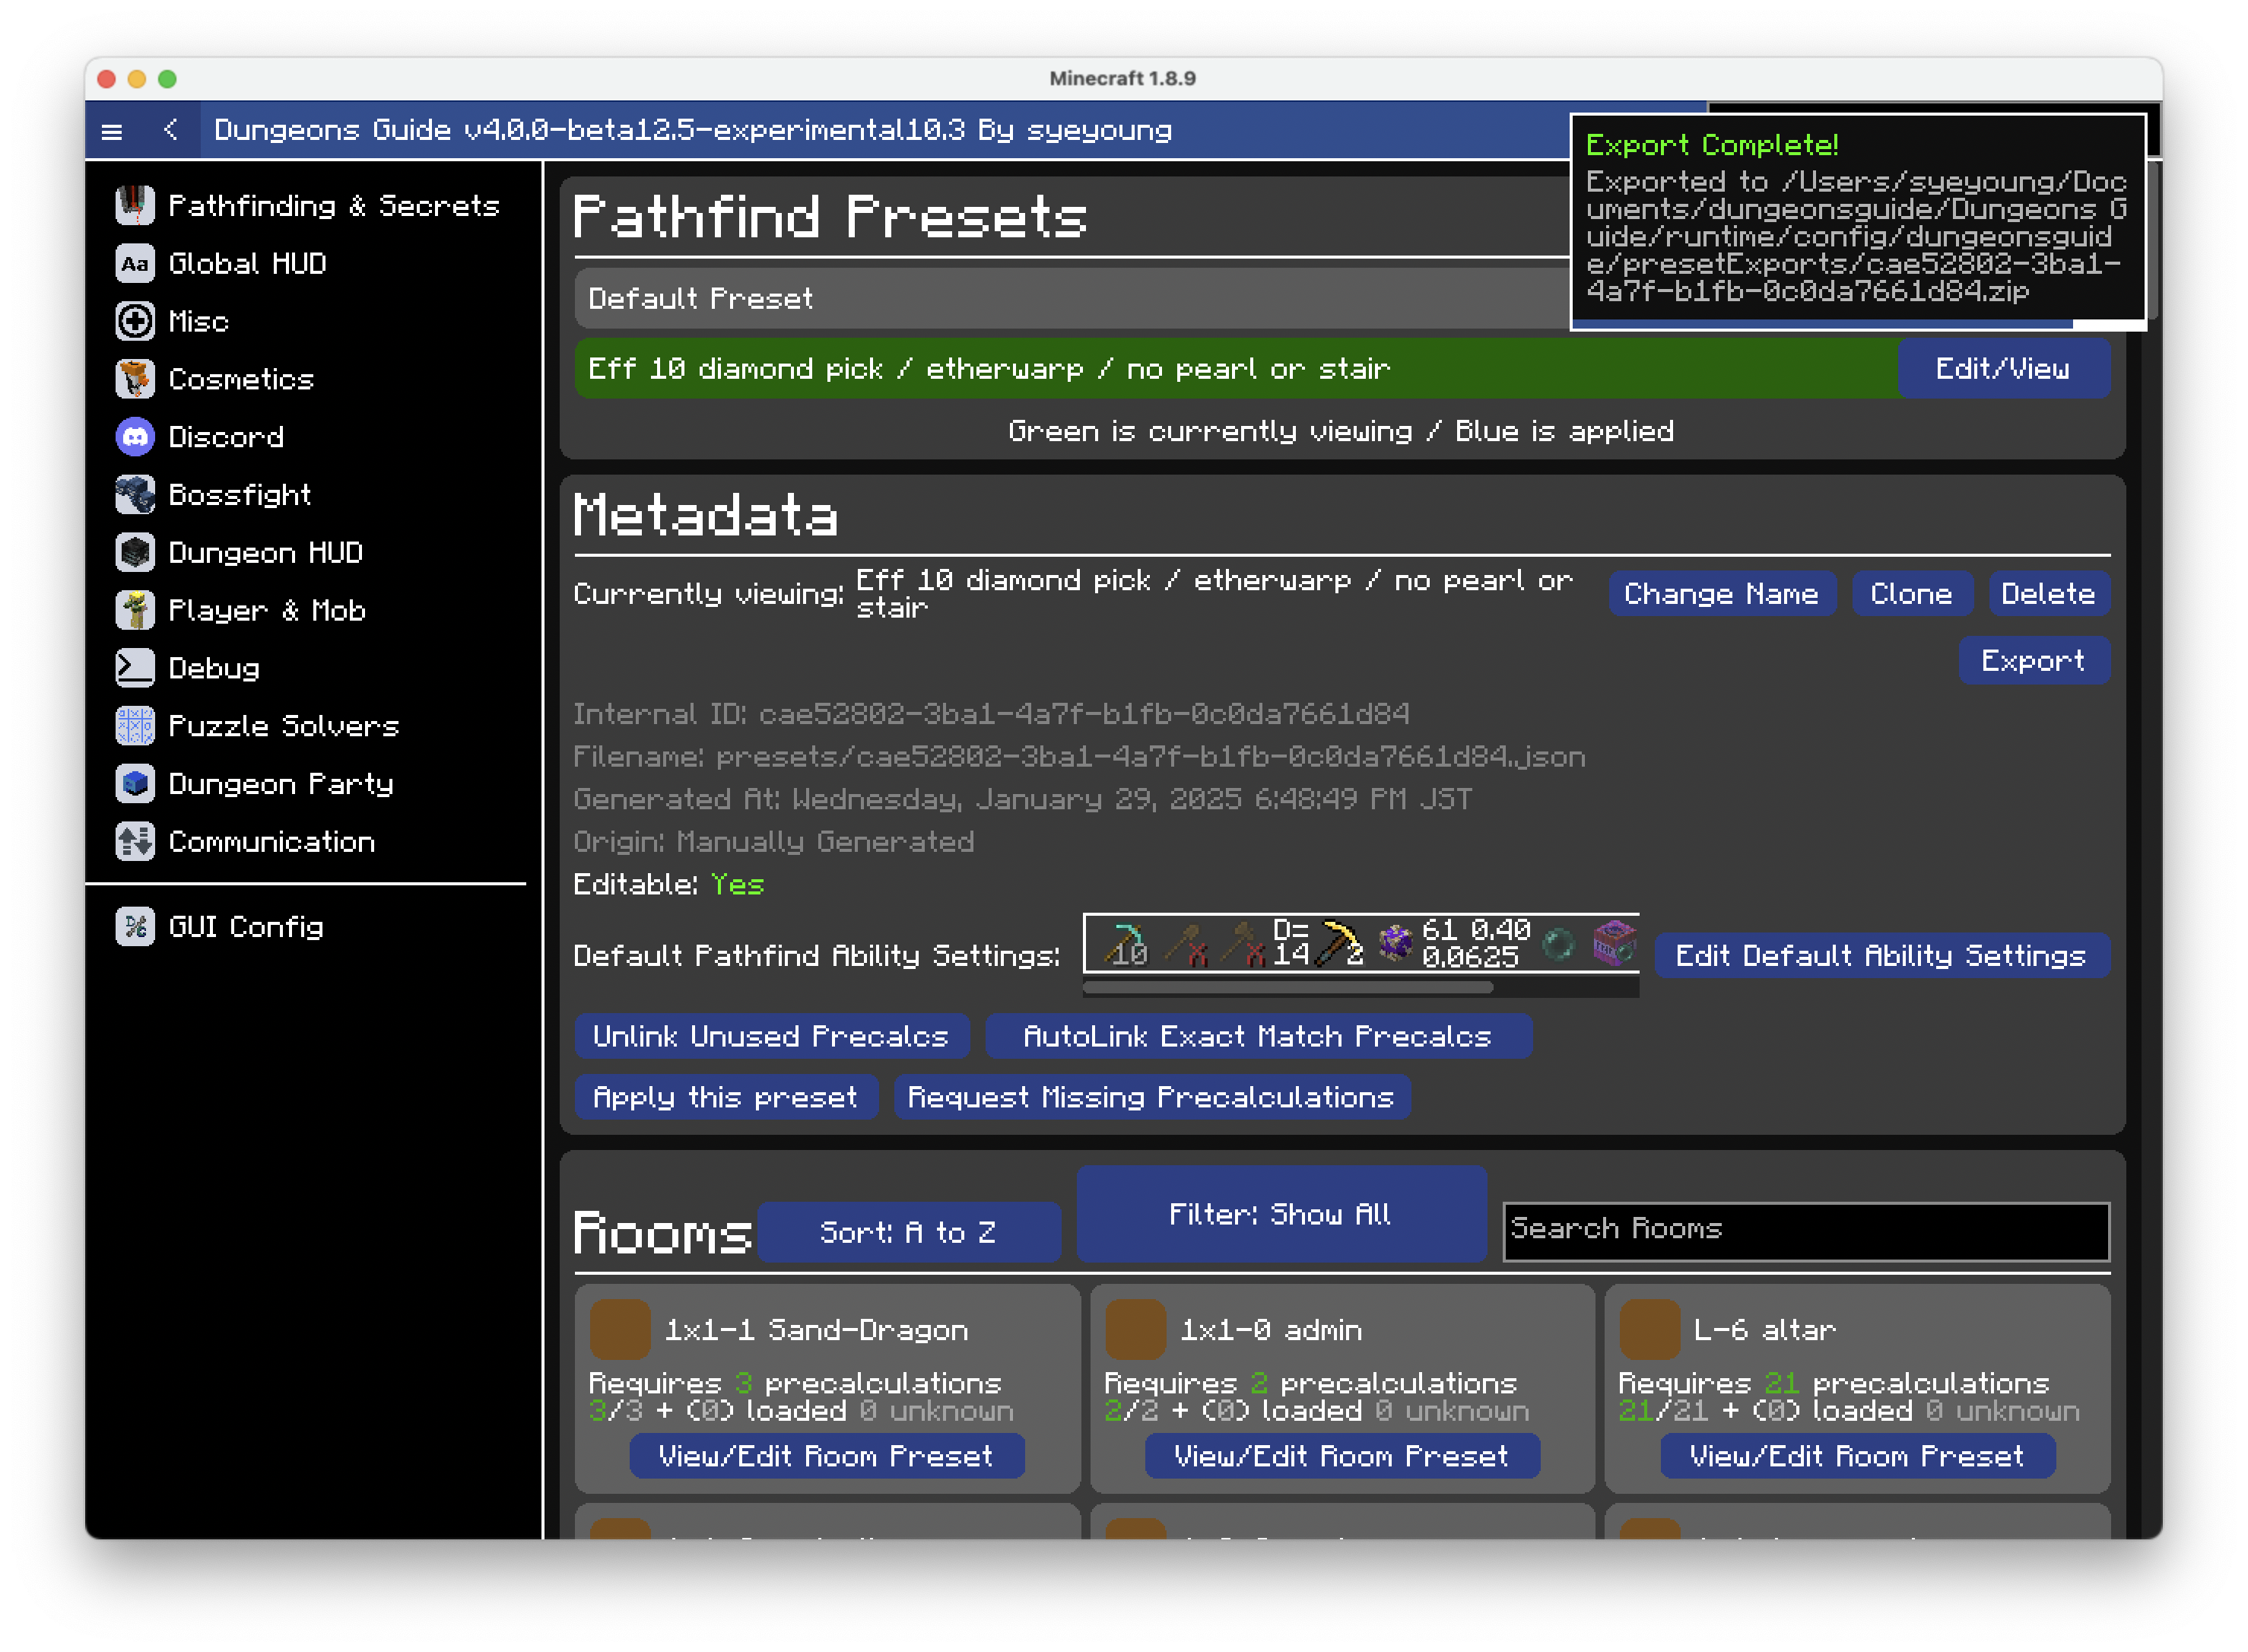 Minecraft 1.8.9
Dungeons Guide v4.0.0-beta12.5-experimental10.3 By syeyoung
Export Complete!
Exported to /Users/syeyoung/Doc
uments/dungeonsguide/Dungeons G
uide/runtime/config/dungeonsguid
e/presetExports/cae52802-3ba1-
4a7f-b1fb-0c0da7661d84.zip
Pathfinding & Secrets
Aa Global HUD
Misc
Cosmetics
Discord
Bossfight
Dungeon HUD
Player & Mob
Debug
Puzzle Solvers
Dungeon Party
Communication
GUI Config
Pathfind Presets
Default Preset
Eff 10 diamond pick / etherwarp / no pearl or stair
Edit/View
Green is currently viewing / Blue is applied
Metadata
Currently viewing: Eff 10 diamond pick / etherwarp / no pearl or
stair
Change Name
Clone
Delete
Export
Internal ID: cae52802-3ba1-4a7f-b1fb-0c0da7661d84
Filename: presets/cae52802-3ba1-4a7f-b1fb-0c0da7661d84.json
Generated At: Wednesday, January 29, 2025 6:48:49 PM JST
Origin: Manually Generated
Editable: Yes
Default Pathfind Ability Settings:
10
D=
14
2
61 0.40
0.0625
Edit Default Ability Settings
Unlink Unused Precalcs
AutoLink Exact Match Precalcs
Apply this preset
Request Missing Precalculations
Rooms
Sort: A to Z
Filter: Show All
Search Rooms
1x1-1 Sand-Dragon
Requires 3 precalculations
3/3 + (0) loaded 0 unknown
View/Edit Room Preset
1x1-0 admin
Requires 2 precalculations
2/2 + (0) loaded 0 unknown
View/Edit Room Preset
L-6 altar
Requires 21 precalculations
21/21 + (0) loaded 0 unknown
View/Edit Room Preset